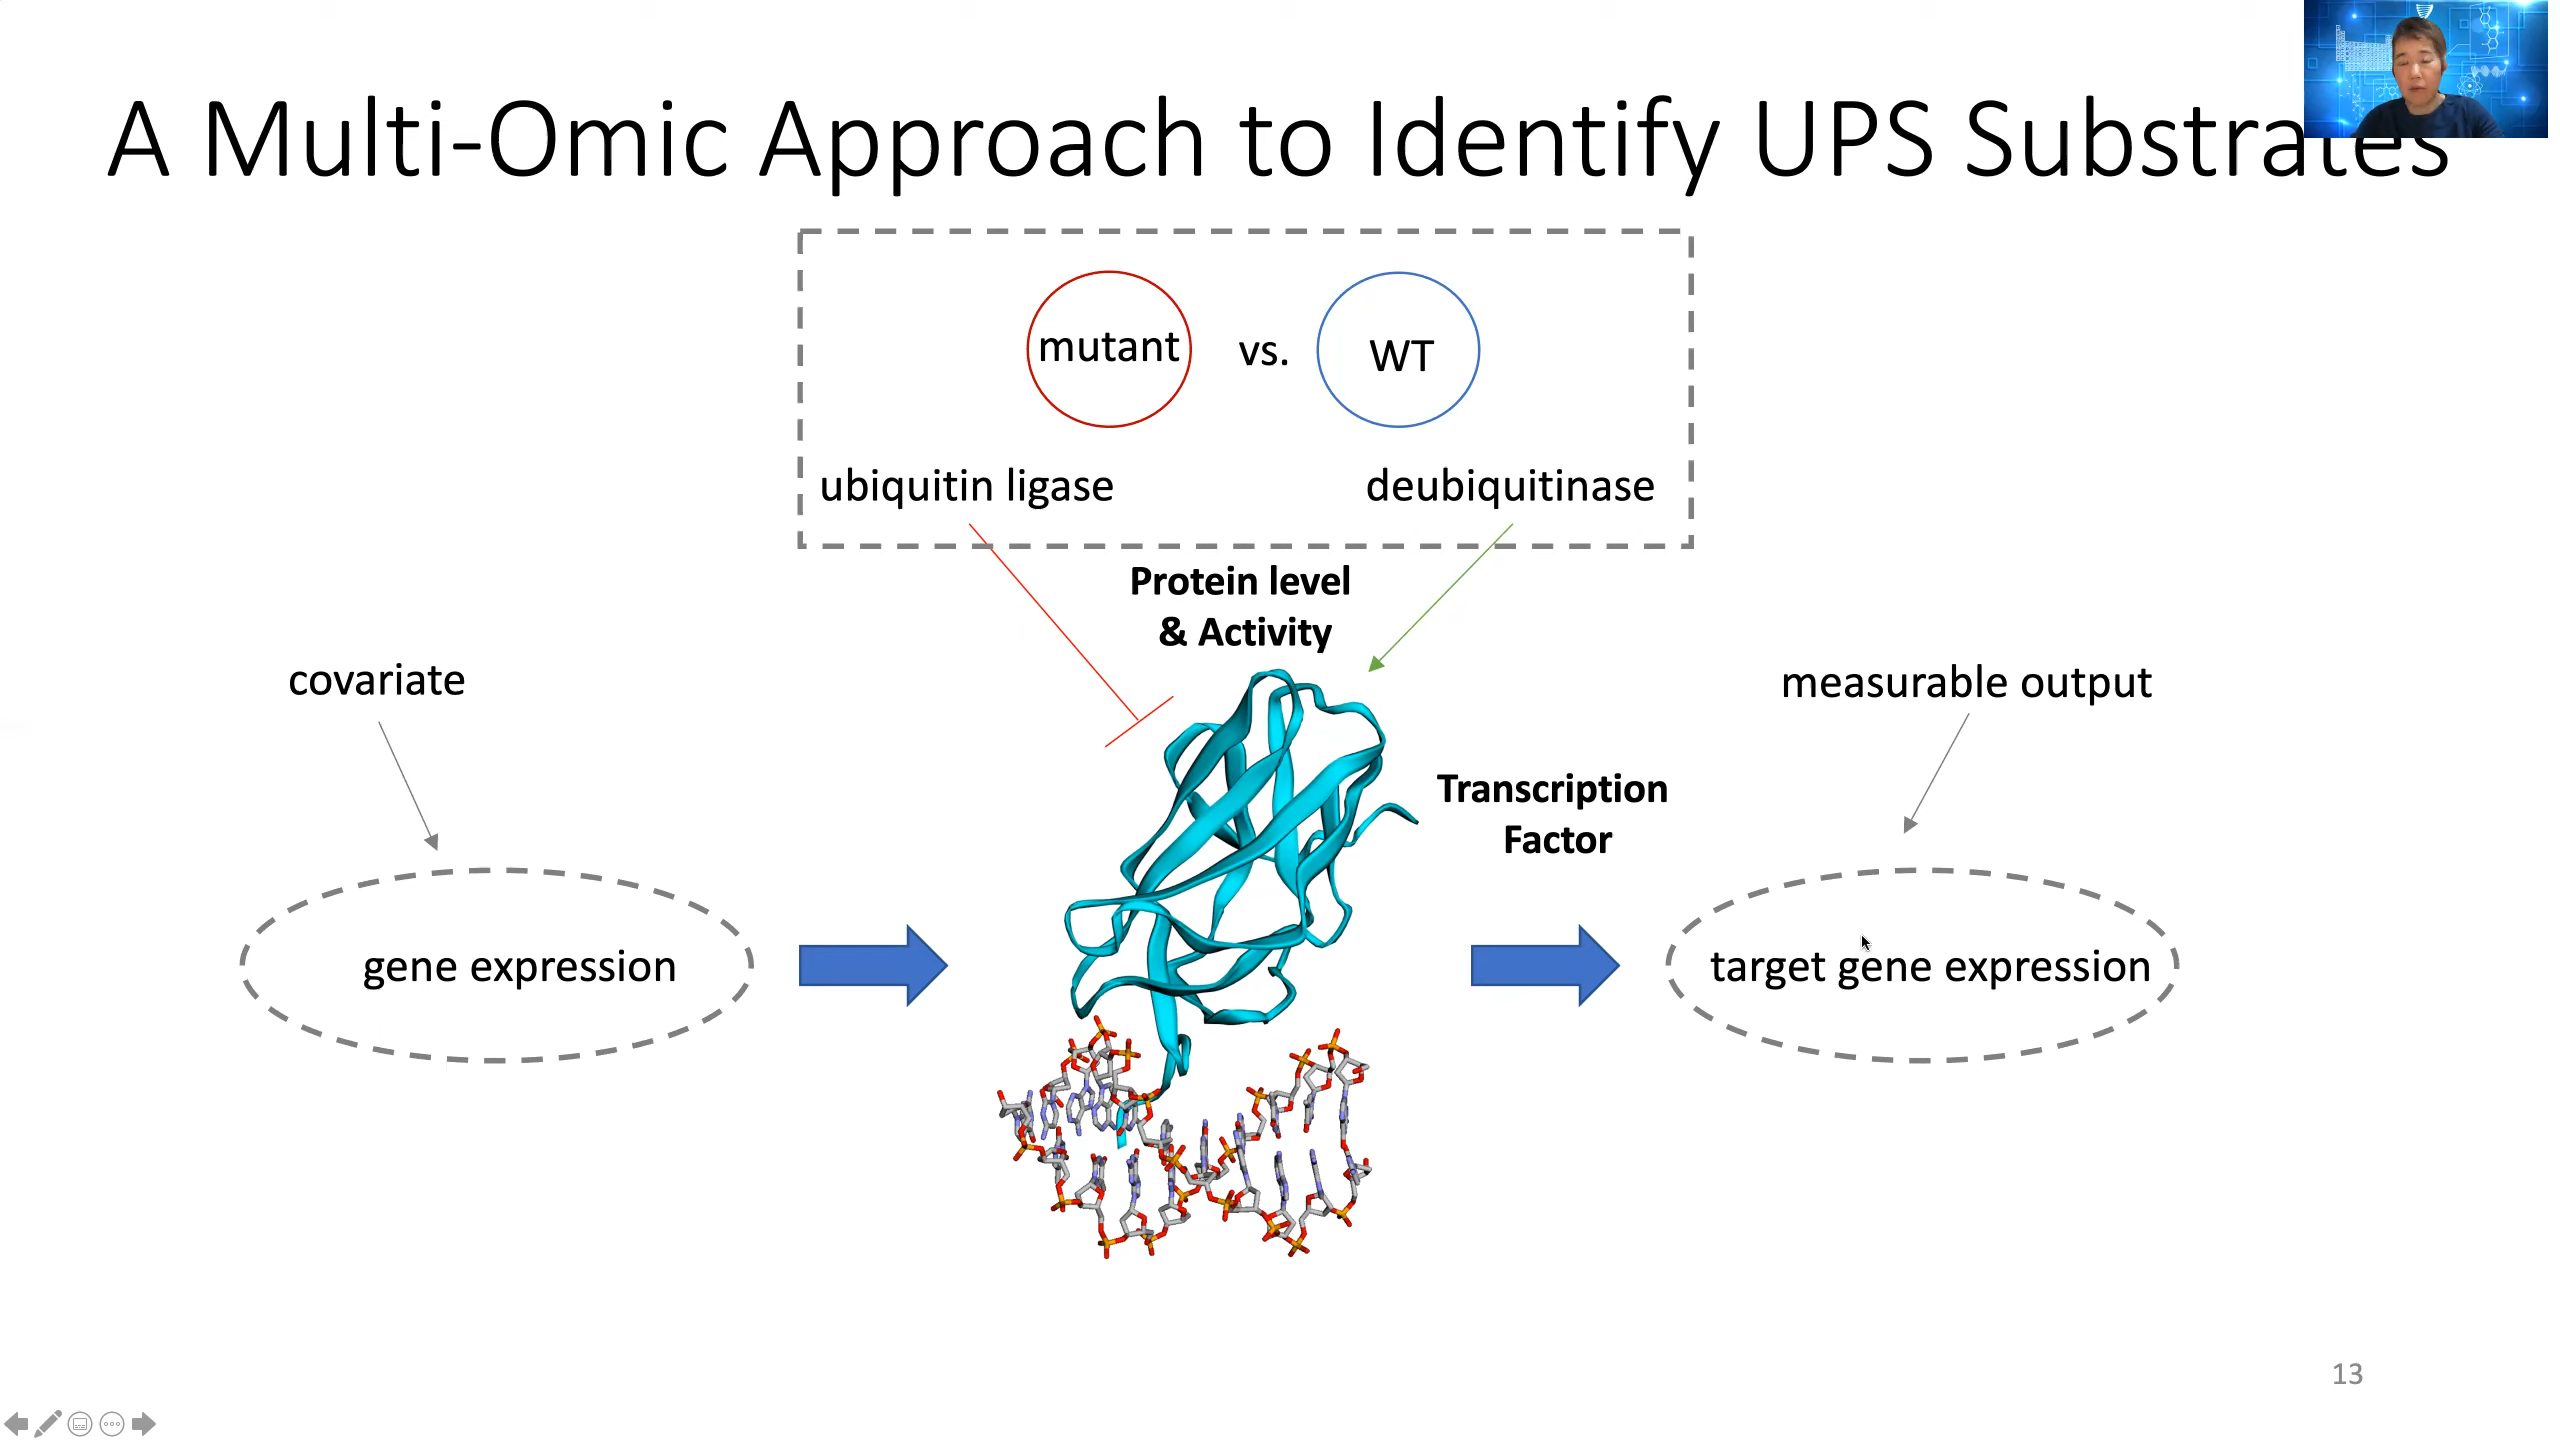 A Multi-Omic Approach to Identify UPS Substrates
mutant vs. WT
ubiquitin ligase deubiquitinase
Protein level
& Activity
covariate
measurable output
Transcription
Factor
gene expression
target gene expression
13